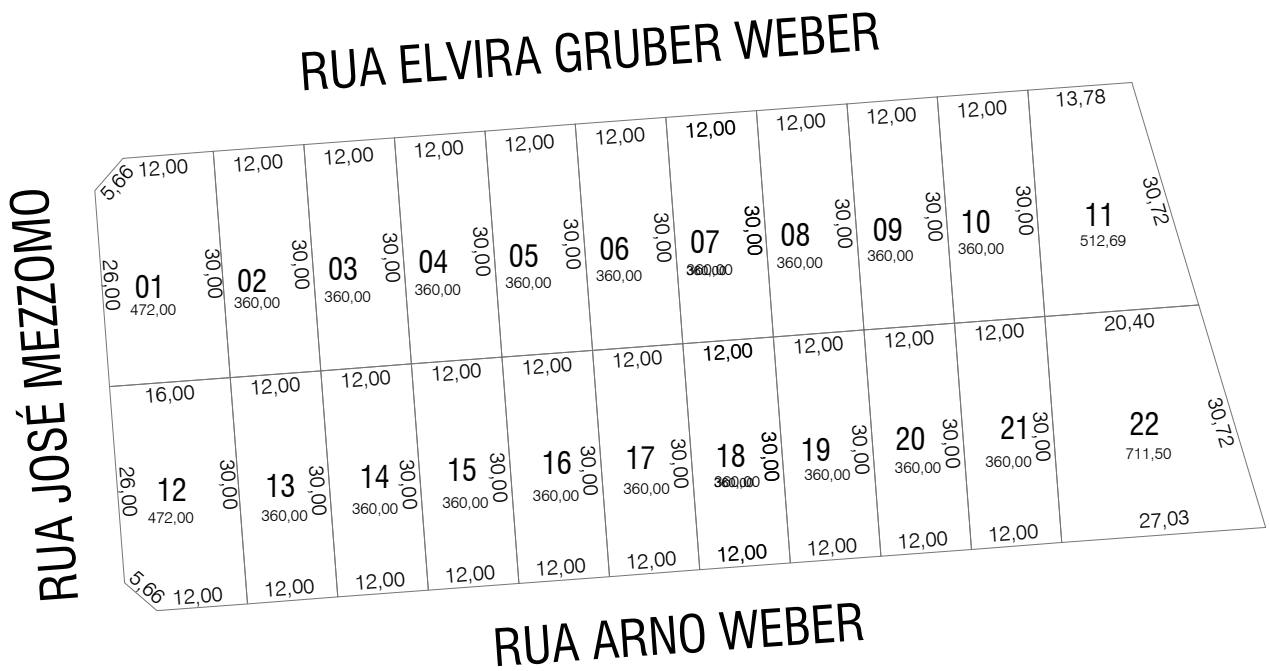 RUA ELVIRA GRUBER WEBER
RUA JOSÉ MEZZOMO
5,66 12,00 12,00 12,00 12,00 12,00 12,00 12,00 12,00 12,00 12,00 13,78
26,00 30,00 30,00 30,00 30,00 30,00 30,00 30,00 30,00 30,00 30,00 30,72
01 02 03 04 05 06 07 08 09 10 11
472,00 360,00 360,00 360,00 360,00 360,00 360,00 360,00 360,00 360,00 512,69
16,00 12,00 12,00 12,00 12,00 12,00 12,00 12,00 12,00 12,00 20,40
26,00 30,00 30,00 30,00 30,00 30,00 30,00 30,00 30,00 30,00 30,00 30,72
12 13 14 15 16 17 18 19 20 21 22
472,00 360,00 360,00 360,00 360,00 360,00 360,00 360,00 360,00 360,00 711,50
5,66 12,00 12,00 12,00 12,00 12,00 12,00 12,00 12,00 12,00 12,00 27,03
RUA ARNO WEBER